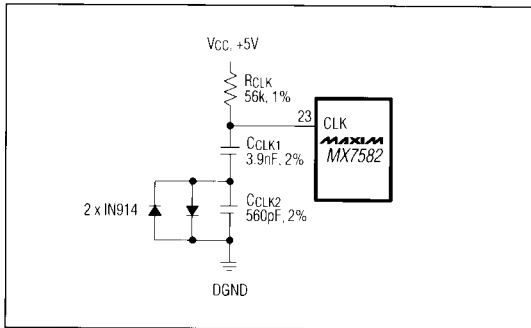 VCC, +5V
RCLK
56k, 1%
23
CLK
MAXIM
MX7582
CCLK1
3.9nF, 2%
2 x IN914
CCLK2
560pF, 2%
DGND